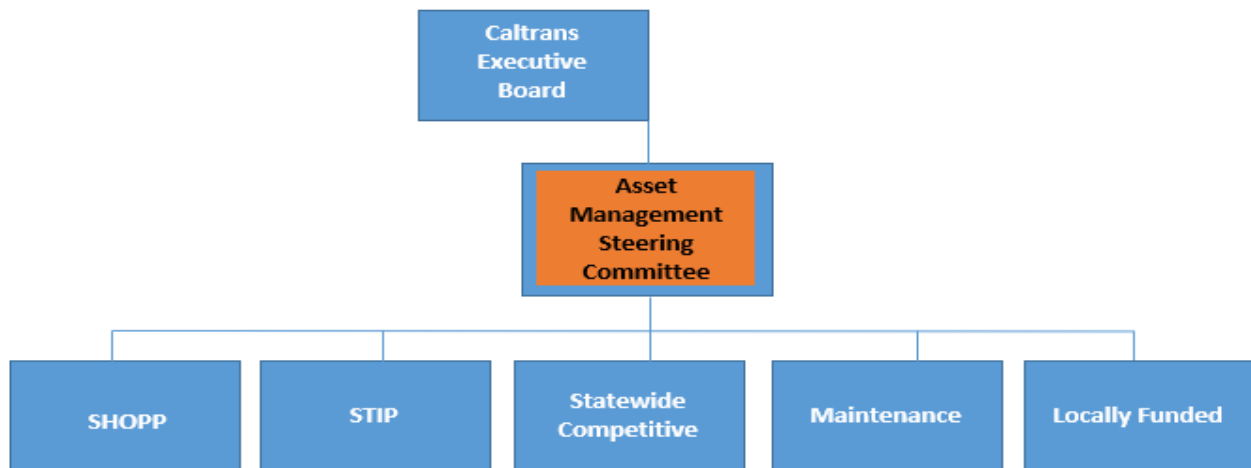 Caltrans
Executive
Board
Asset
Management
Steering
Committee
SHOPP
STIP
Statewide
Competitive
Maintenance
Locally Funded